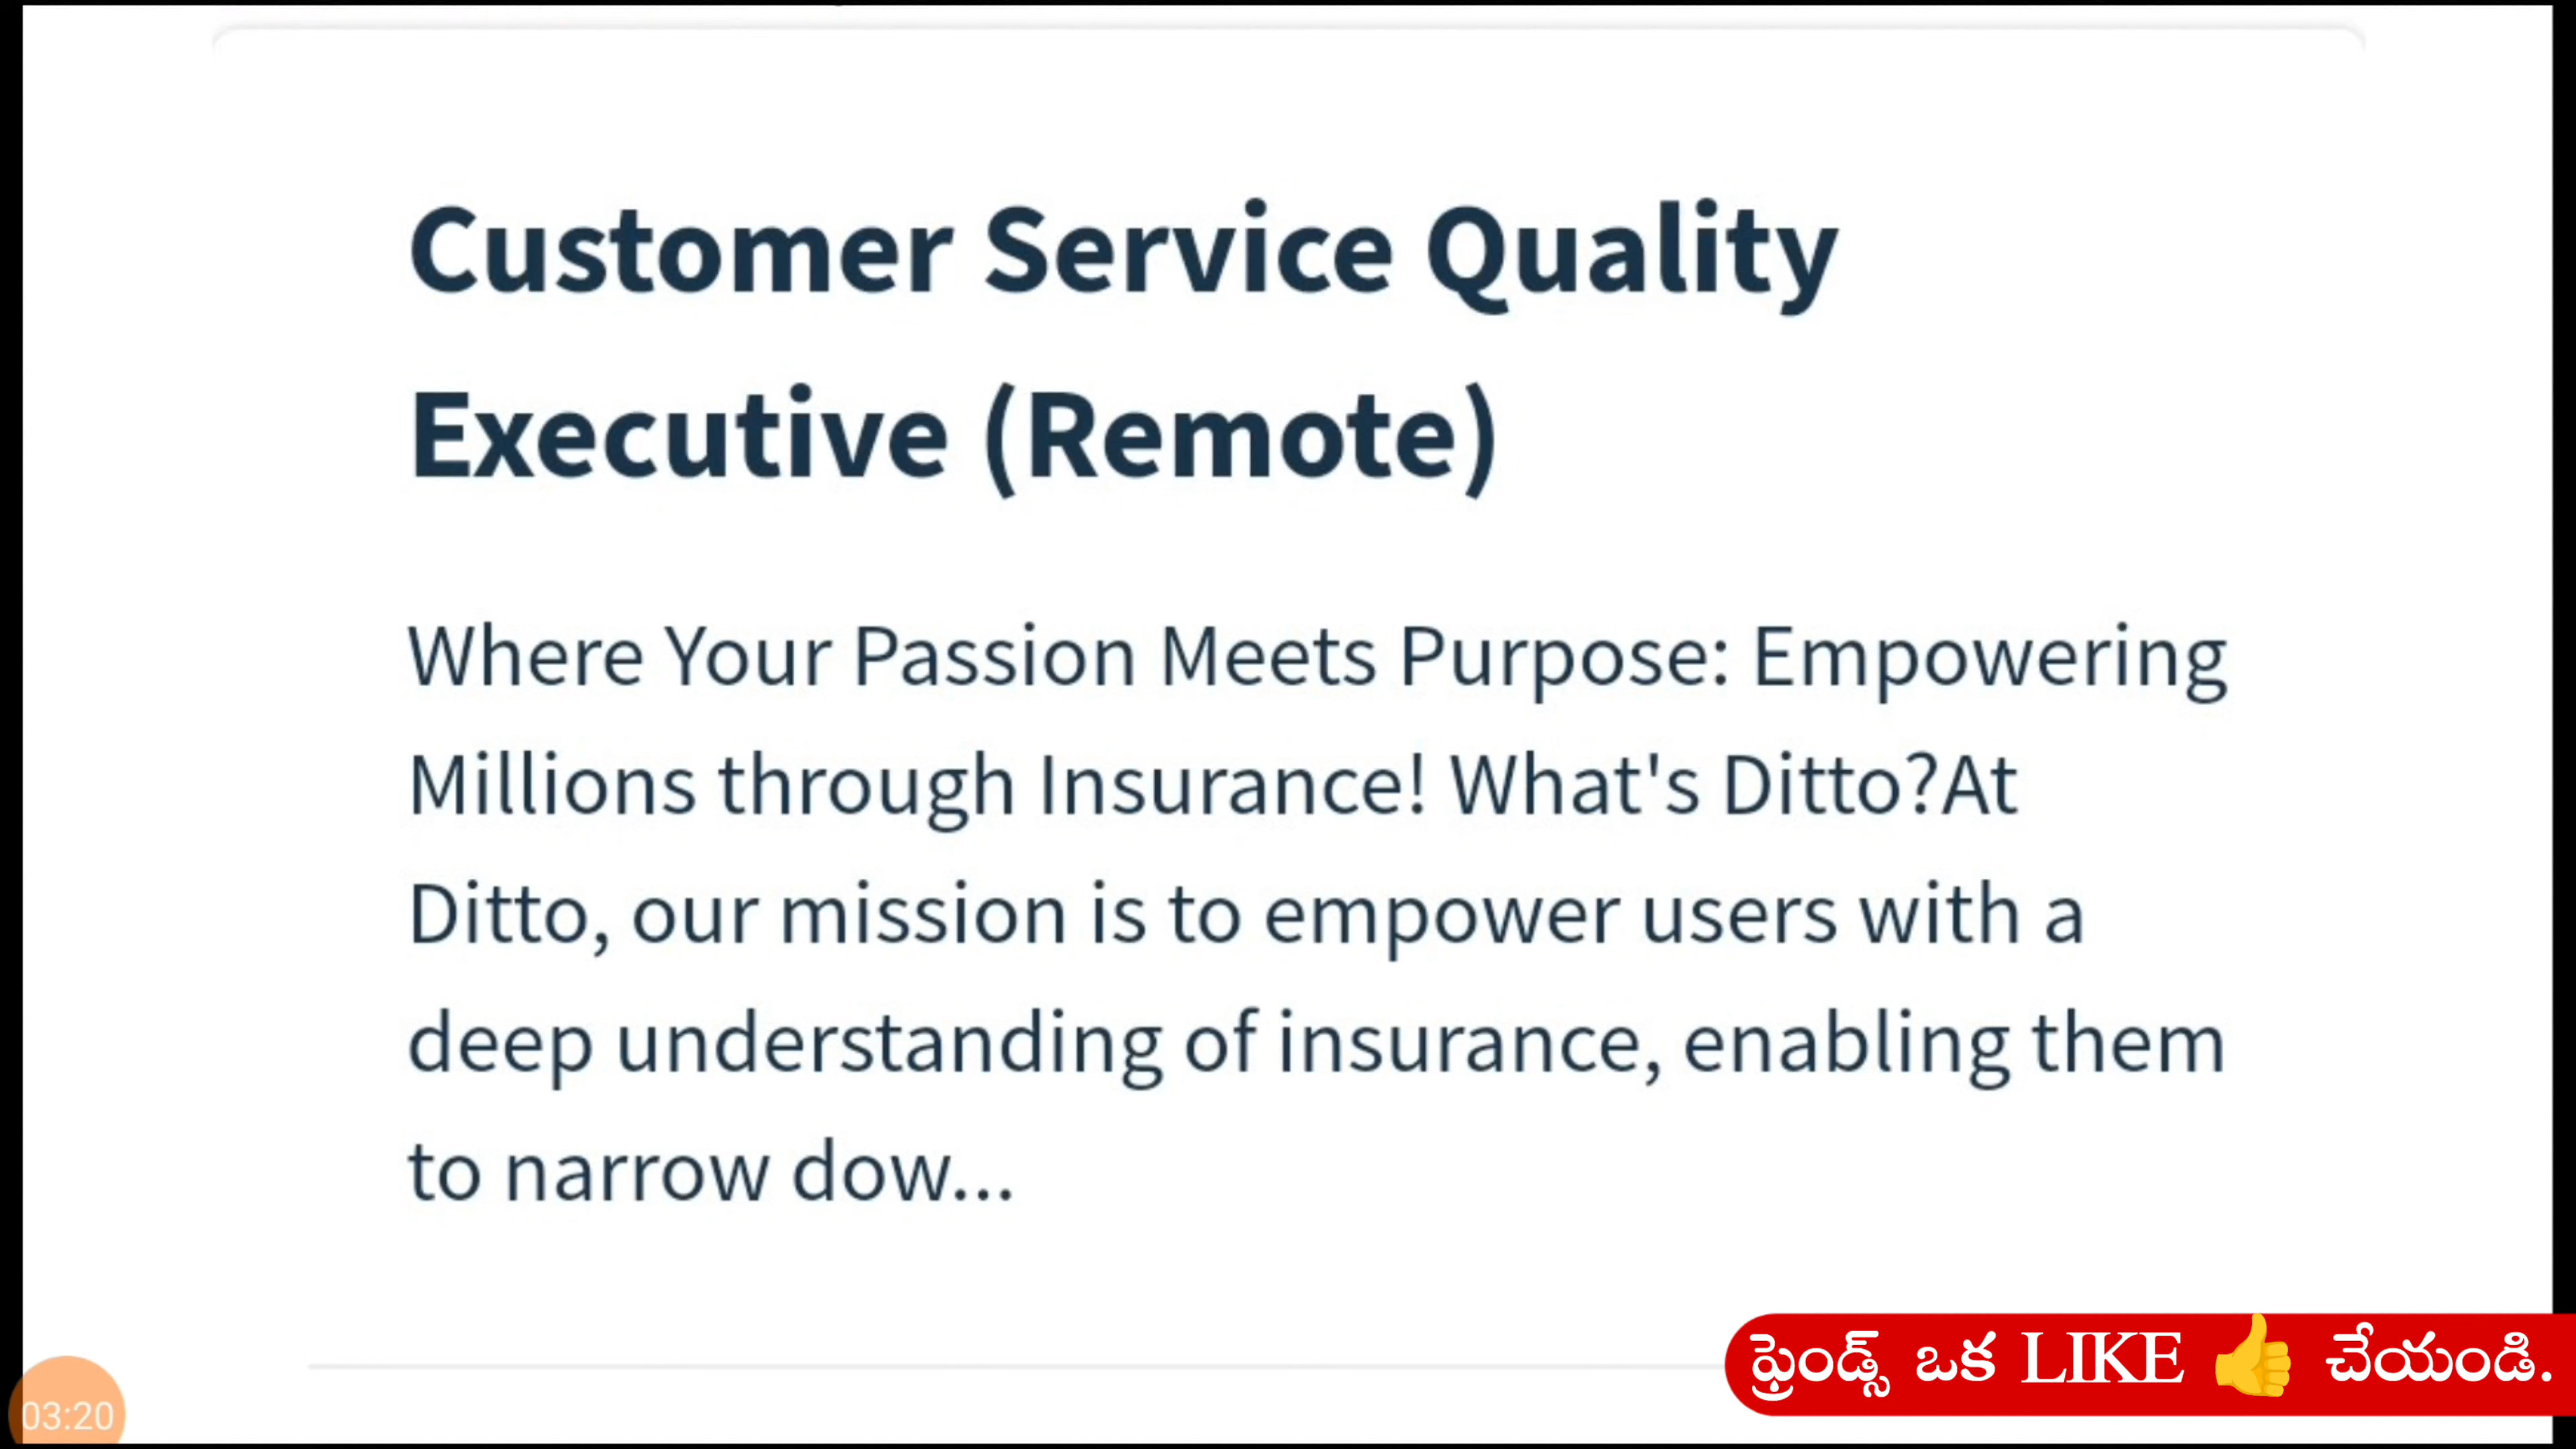 Customer Service Quality
Executive (Remote)
Where Your Passion Meets Purpose: Empowering
Millions through Insurance! What's Ditto?At
Ditto, our mission is to empower users with a
deep understanding of insurance, enabling them
to narrow dow...
ఫ్రెండ్స్ ఒక LIKE 👍 చేయండి.
03:20